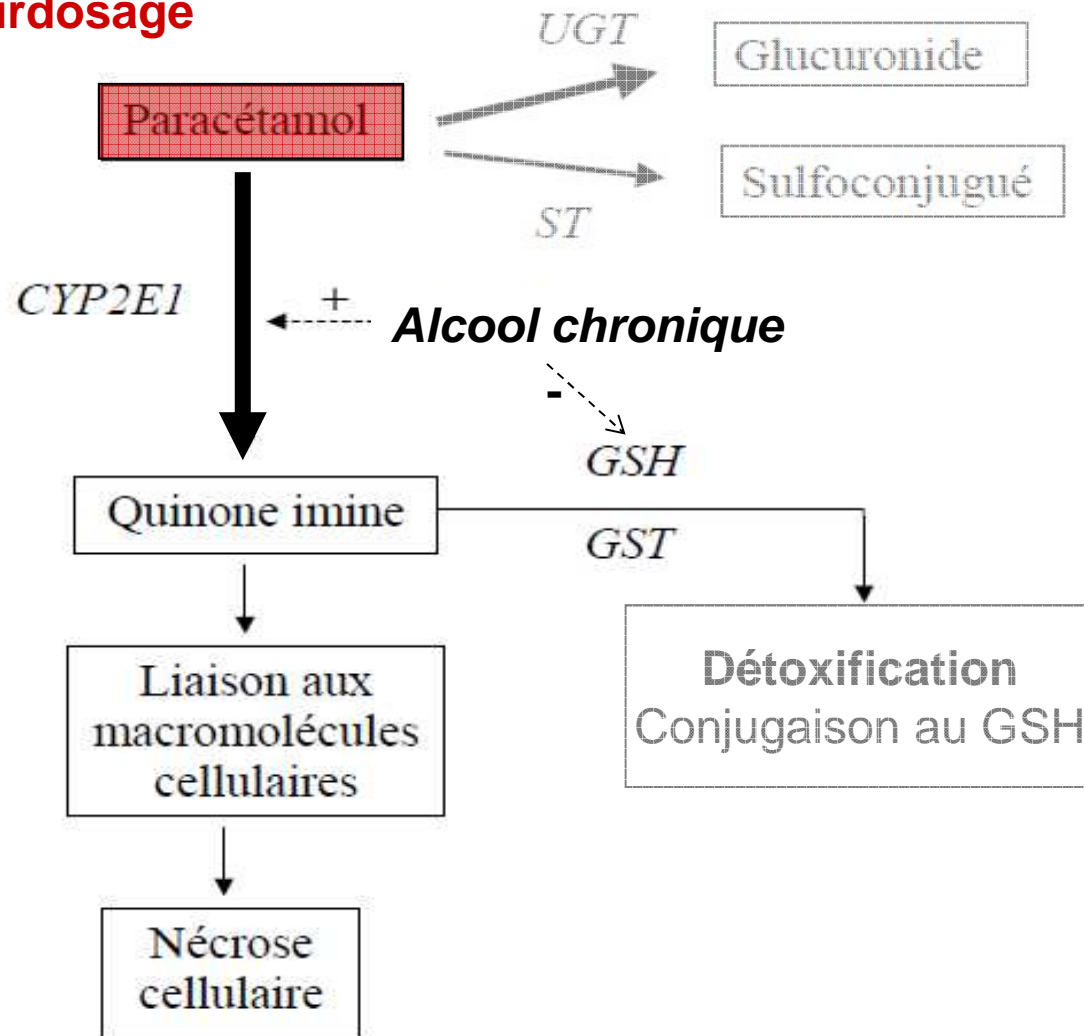 urdosage
UGT
Glucuronide
Paracétamol
Sulfoconjugué
ST
CYP2E1
+
Alcool chronique
-
GSH
Quinone imine
GST
Détoxification
Conjugaison au GSH
Liaison aux
macromolécules
cellulaires
Nécrose
cellulaire